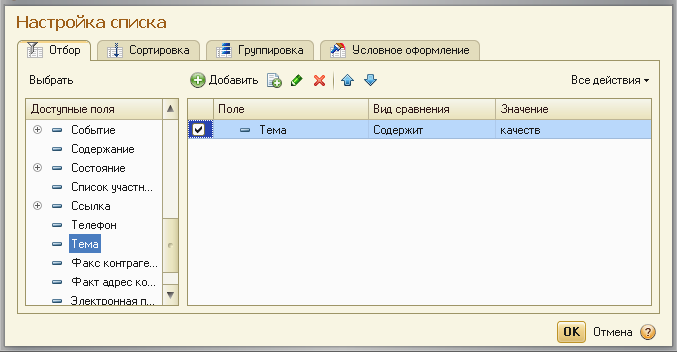 Настройка списка
Отбор Сортировка Группировка Условное оформление
Выбрать Добавить Все действия
Доступные поля Поле Вид сравнения Значение
Событие Тема Содержит качеств
Содержание
Состояние
Список участн...
Ссылка
Телефон
Тема
Факс контраге...
Факт адрес ко...
Электронная п...
OK Отмена ?